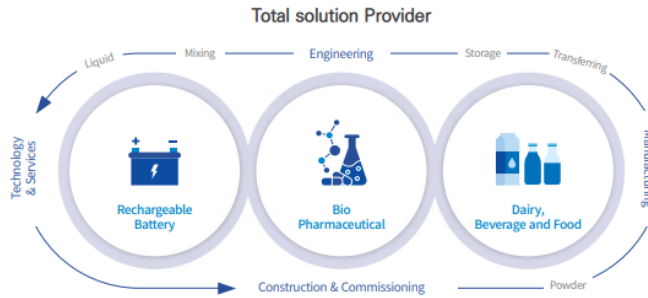 Total solution Provider
Liquid
Mixing
Engineering
Storage
Transferring
Technology
& Services
Manufacturing
Rechargeable
Battery
Bio
Pharmaceutical
Dairy,
Beverage and Food
Construction & Commissioning
Powder